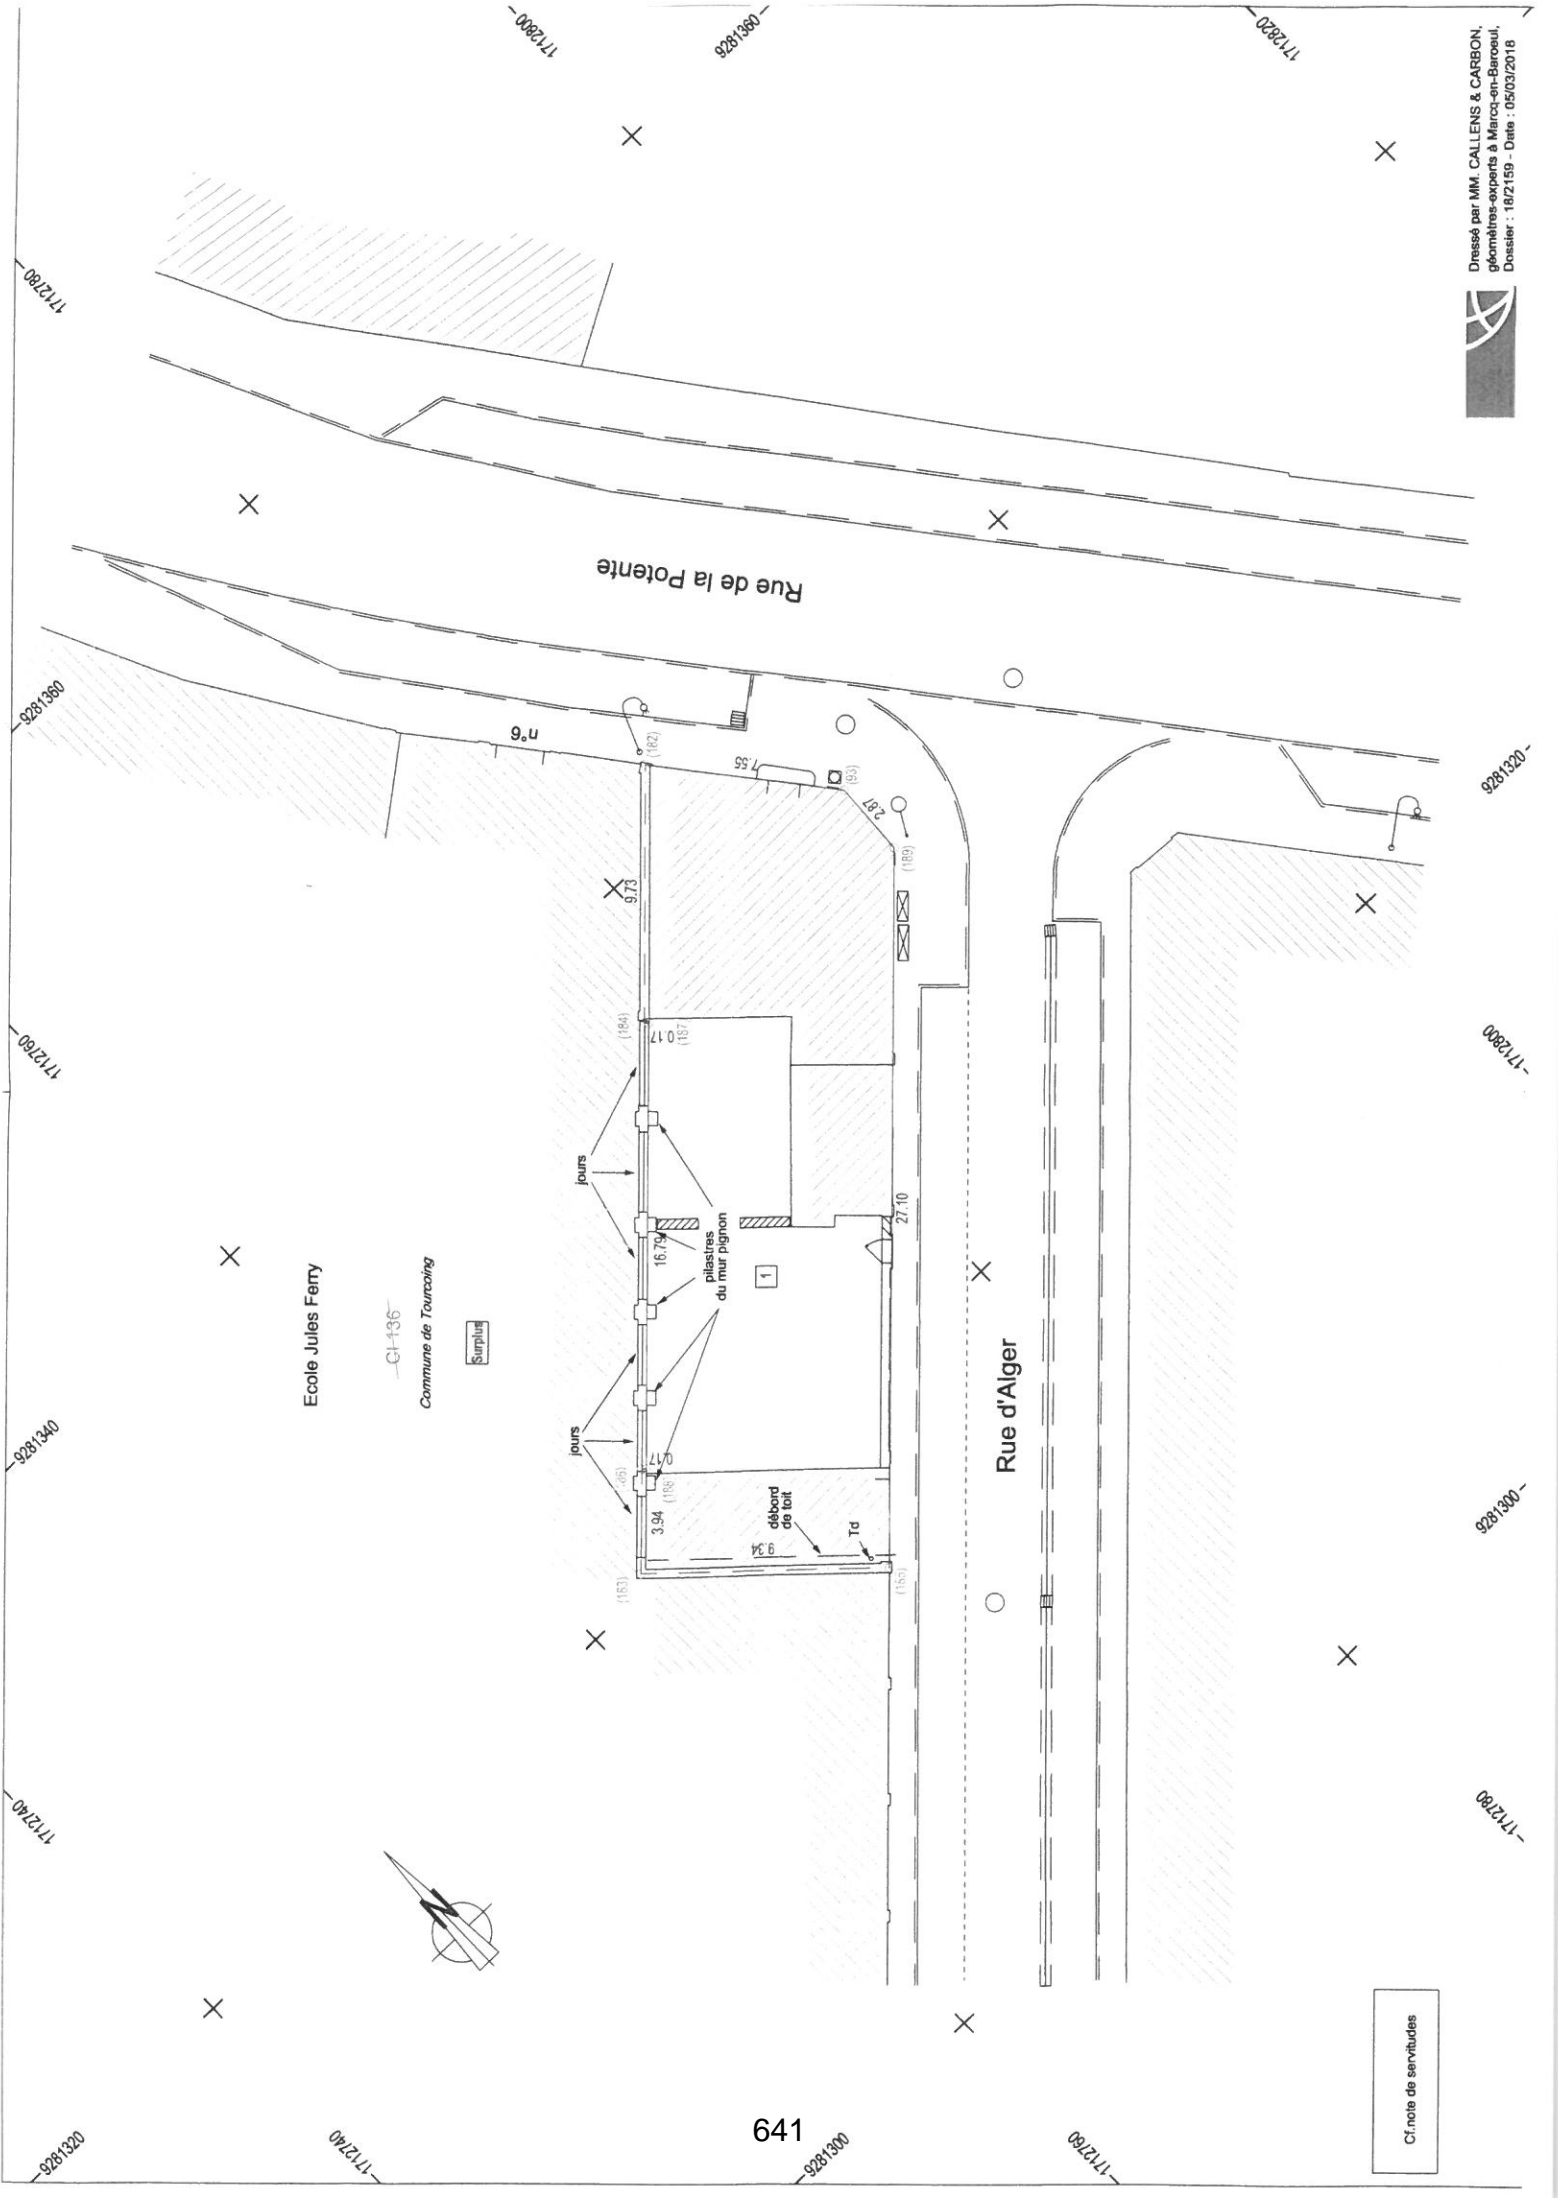 Dressé par MM. CALLENS & CARBON,
géomètres-experts à Marcq-en-Baroeul,
Dossier : 18/2159 - Date : 05/03/2018
1712800
9281360
1712820
1712780
9281360
1712760
9281340
1712740
9281320
1712740
9281300
1712760
9281320
1712800
9281300
1712780
Rue de la Potente
n°6
(182)
7.55
(93)
2.87
(189)
9.73
(184)
0.17
(187)
jours
16.79
pilastres
du mur pignon
1
27.10
Ecole Jules Ferry
GI 136
Commune de Tourcoing
Surplus
Rue d'Alger
jours
0.17
(188)
3.94
débord
de toit
Td
9.34
(183)
N
Cf.note de servitudes
641